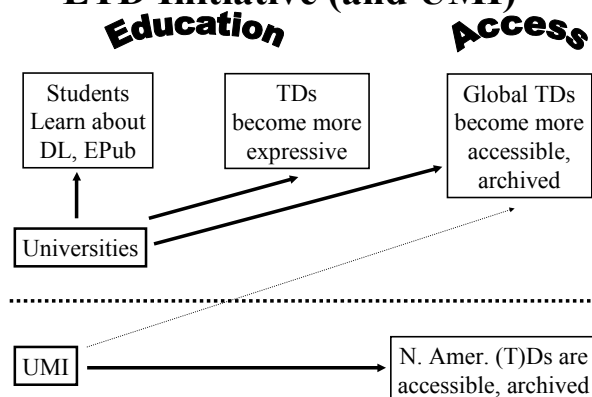 ETD Initiative (and UMI)
Education
Access
Students
Learn about
DL, EPub
TDs
become more
expressive
Global TDs
become more
accessible,
archived
Universities
UMI
N. Amer. (T)Ds are
accessible, archived